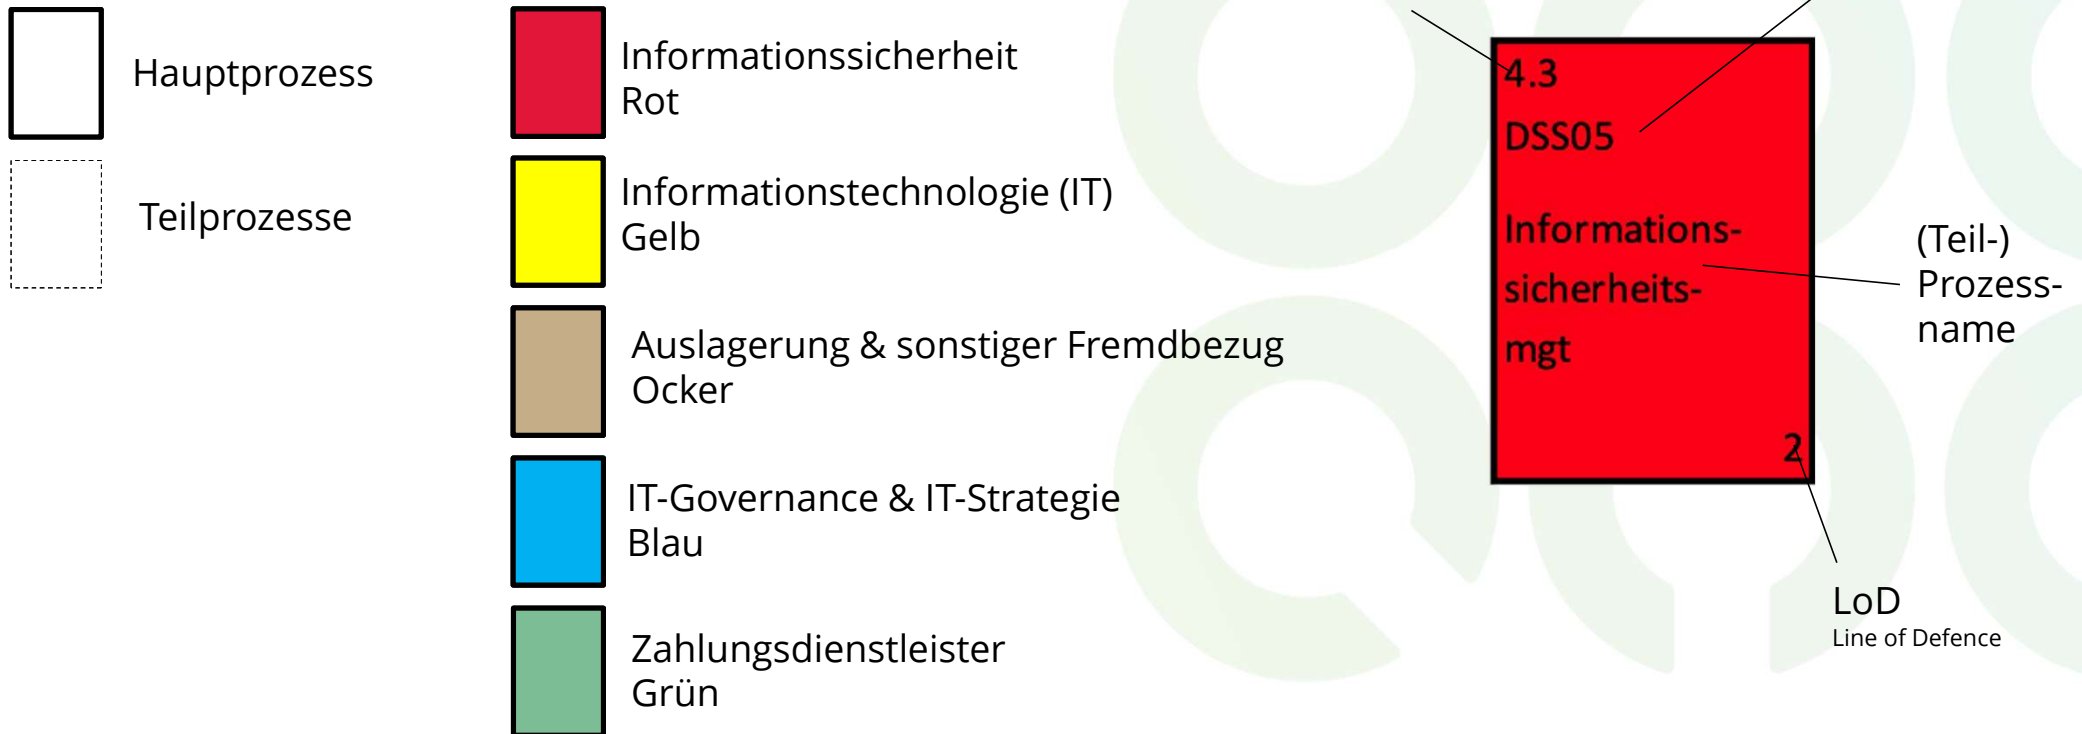 Hauptprozess
Teilprozesse
Informationssicherheit
Rot
Informationstechnologie (IT)
Gelb
Auslagerung & sonstiger Fremdbezug
Ocker
IT-Governance & IT-Strategie
Blau
Zahlungsdienstleister
Grün
4.3
DSS05
Informations-
sicherheits-
mgt
2
(Teil-)
Prozess-
name
LoD
Line of Defence